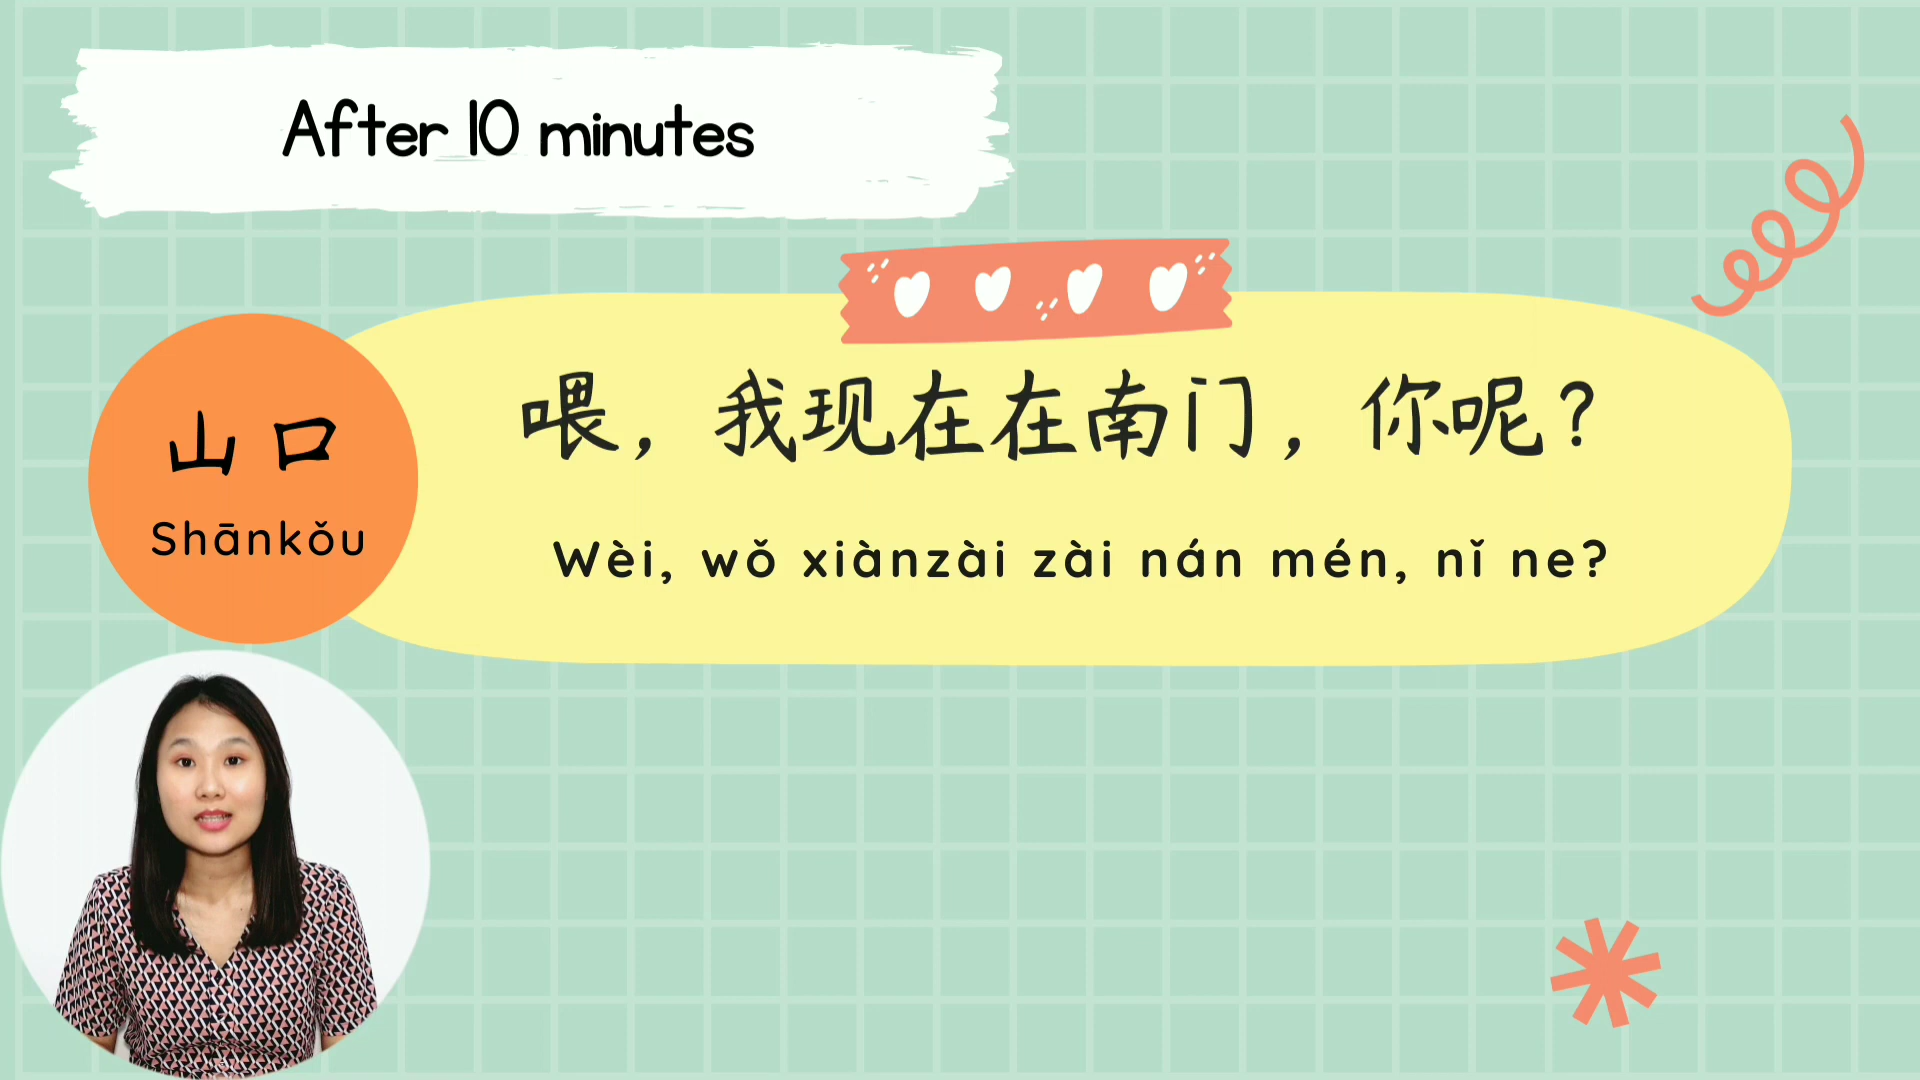 After 10 minutes
喂，我现在在南门，你呢？
山口
Shānkǒu
Wèi, wǒ xiànzài zài nán mén, nǐ ne?